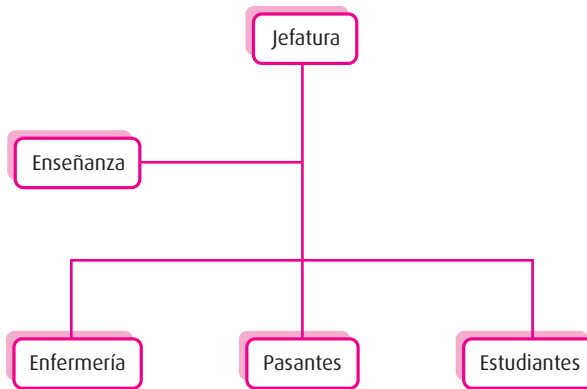 Jefatura
Enseñanza
Enfermería
Pasantes
Estudiantes